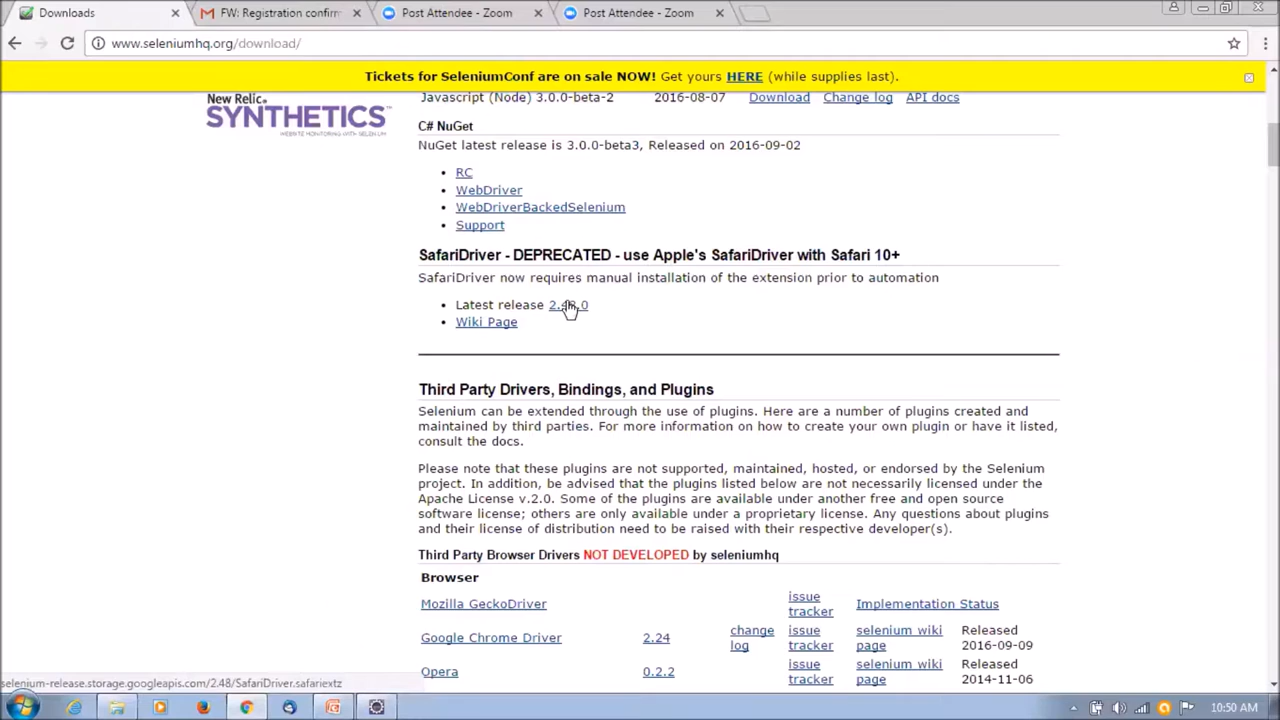 Downloads
FW: Registration confirm
Post Attendee - Zoom
Post Attendee - Zoom
www.seleniumhq.org/download/
Tickets for SeleniumConf are on sale NOW! Get yours HERE (while supplies last).
New Relic.
SYNTHETICS
WEBSITE MONITORING WITH SELENIUM
Javascript (Node) 3.0.0-beta-2 2016-08-07 Download Change log API docs
C# NuGet
NuGet latest release is 3.0.0-beta3, Released on 2016-09-02
RC
WebDriver
WebDriverBackedSelenium
Support
SafariDriver - DEPRECATED - use Apple's SafariDriver with Safari 10+
SafariDriver now requires manual installation of the extension prior to automation
Latest release 2.48.0
Wiki Page
Third Party Drivers, Bindings, and Plugins
Selenium can be extended through the use of plugins. Here are a number of plugins created and
maintained by third parties. For more information on how to create your own plugin or have it listed,
consult the docs.
Please note that these plugins are not supported, maintained, hosted, or endorsed by the Selenium
project. In addition, be advised that the plugins listed below are not necessarily licensed under the
Apache License v.2.0. Some of the plugins are available under another free and open source
software license; others are only available under a proprietary license. Any questions about plugins
and their license of distribution need to be raised with their respective developer(s).
Third Party Browser Drivers NOT DEVELOPED by seleniumhq
Browser
Mozilla GeckoDriver issue tracker Implementation Status
Google Chrome Driver 2.24 change log issue tracker selenium wiki page Released 2016-09-09
Opera 0.2.2 issue tracker selenium wiki page Released 2014-11-06
selenium-release.storage.googleapis.com/2.48/SafariDriver.safariextz
10:50 AM